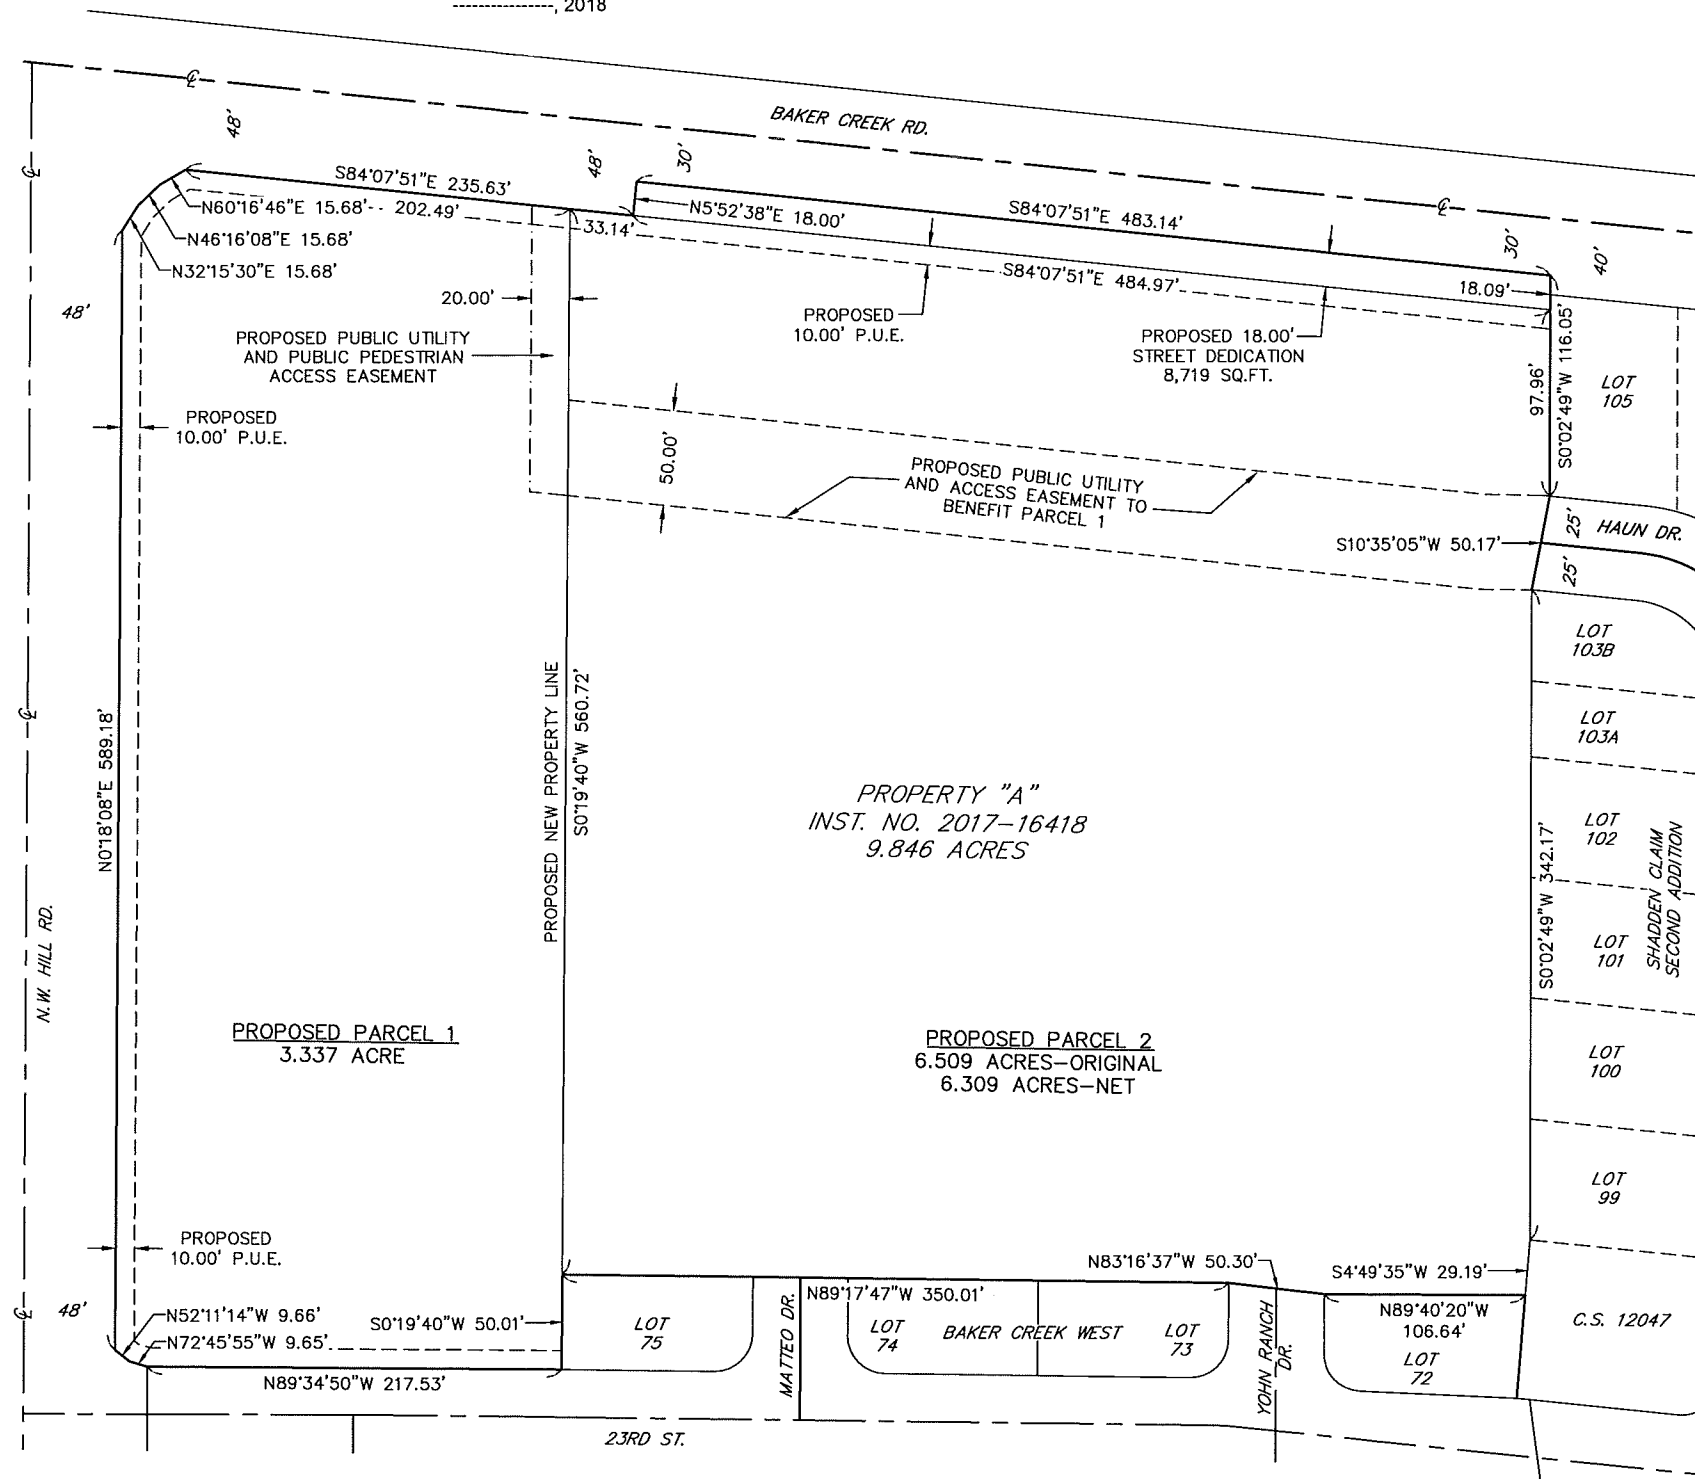 ---------------, 2018
BAKER CREEK RD.
48'
48'
30'
S84°07'51"E 235.63'
N60°16'46"E 15.68'
202.49'
N46°16'08"E 15.68'
N32°15'30"E 15.68'
33.14'
N5°52'38"E 18.00'
S84°07'51"E 483.14'
S84°07'51"E 484.97'
30'
40'
18.09'
48'
20.00'
PROPOSED PUBLIC UTILITY
AND PUBLIC PEDESTRIAN
ACCESS EASEMENT
PROPOSED
10.00' P.U.E.
PROPOSED 18.00'
STREET DEDICATION
8,719 SQ.FT.
97.96'
S0°02'49"W 116.05'
LOT
105
PROPOSED
10.00' P.U.E.
50.00'
PROPOSED PUBLIC UTILITY
AND ACCESS EASEMENT TO
BENEFIT PARCEL 1
S10°35'05"W 50.17'
25'
HAUN DR.
25'
LOT
103B
LOT
103A
N0°18'08"E 589.18'
PROPOSED NEW PROPERTY LINE
S0°19'40"W 560.72'
PROPERTY "A"
INST. NO. 2017-16418
9.846 ACRES
S0°02'49"W 342.17'
LOT
102
LOT
101
SHADDEN CLAIM
SECOND ADDITION
N.W. HILL RD.
PROPOSED PARCEL 1
3.337 ACRE
PROPOSED PARCEL 2
6.509 ACRES-ORIGINAL
6.309 ACRES-NET
LOT
100
LOT
99
PROPOSED
10.00' P.U.E.
48'
N52°11'14"W 9.66'
N72°45'55"W 9.65'
S0°19'40"W 50.01'
N89°34'50"W 217.53'
LOT
75
MATTEO DR.
N89°17'47"W 350.01'
LOT
74
BAKER CREEK WEST
LOT
73
N83°16'37"W 50.30'
YOHN RANCH
DR.
S4°49'35"W 29.19'
N89°40'20"W
106.64'
LOT
72
C.S. 12047
23RD ST.